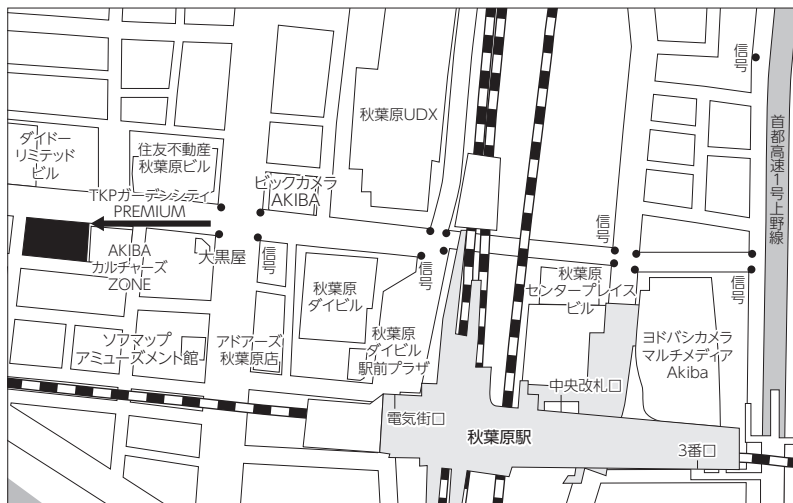 信号
秋葉原UDX
首都高速1号上野線
ダイドー
リミテッド
ビル
住友不動産
秋葉原ビル
ビックカメラ
AKIBA
TKPガーデンシティ
PREMIUM
大黒屋
信号
信号
信号
信号
AKIBA
カルチャーズ
ZONE
秋葉原
ダイビル
秋葉原
センタープレイス
ビル
ソフマップ
アミューズメント館
アドアーズ
秋葉原店
秋葉原
ダイビル
駅前プラザ
ヨドバシカメラ
マルチメディア
Akiba
中央改札口
電気街口
秋葉原駅
3番口